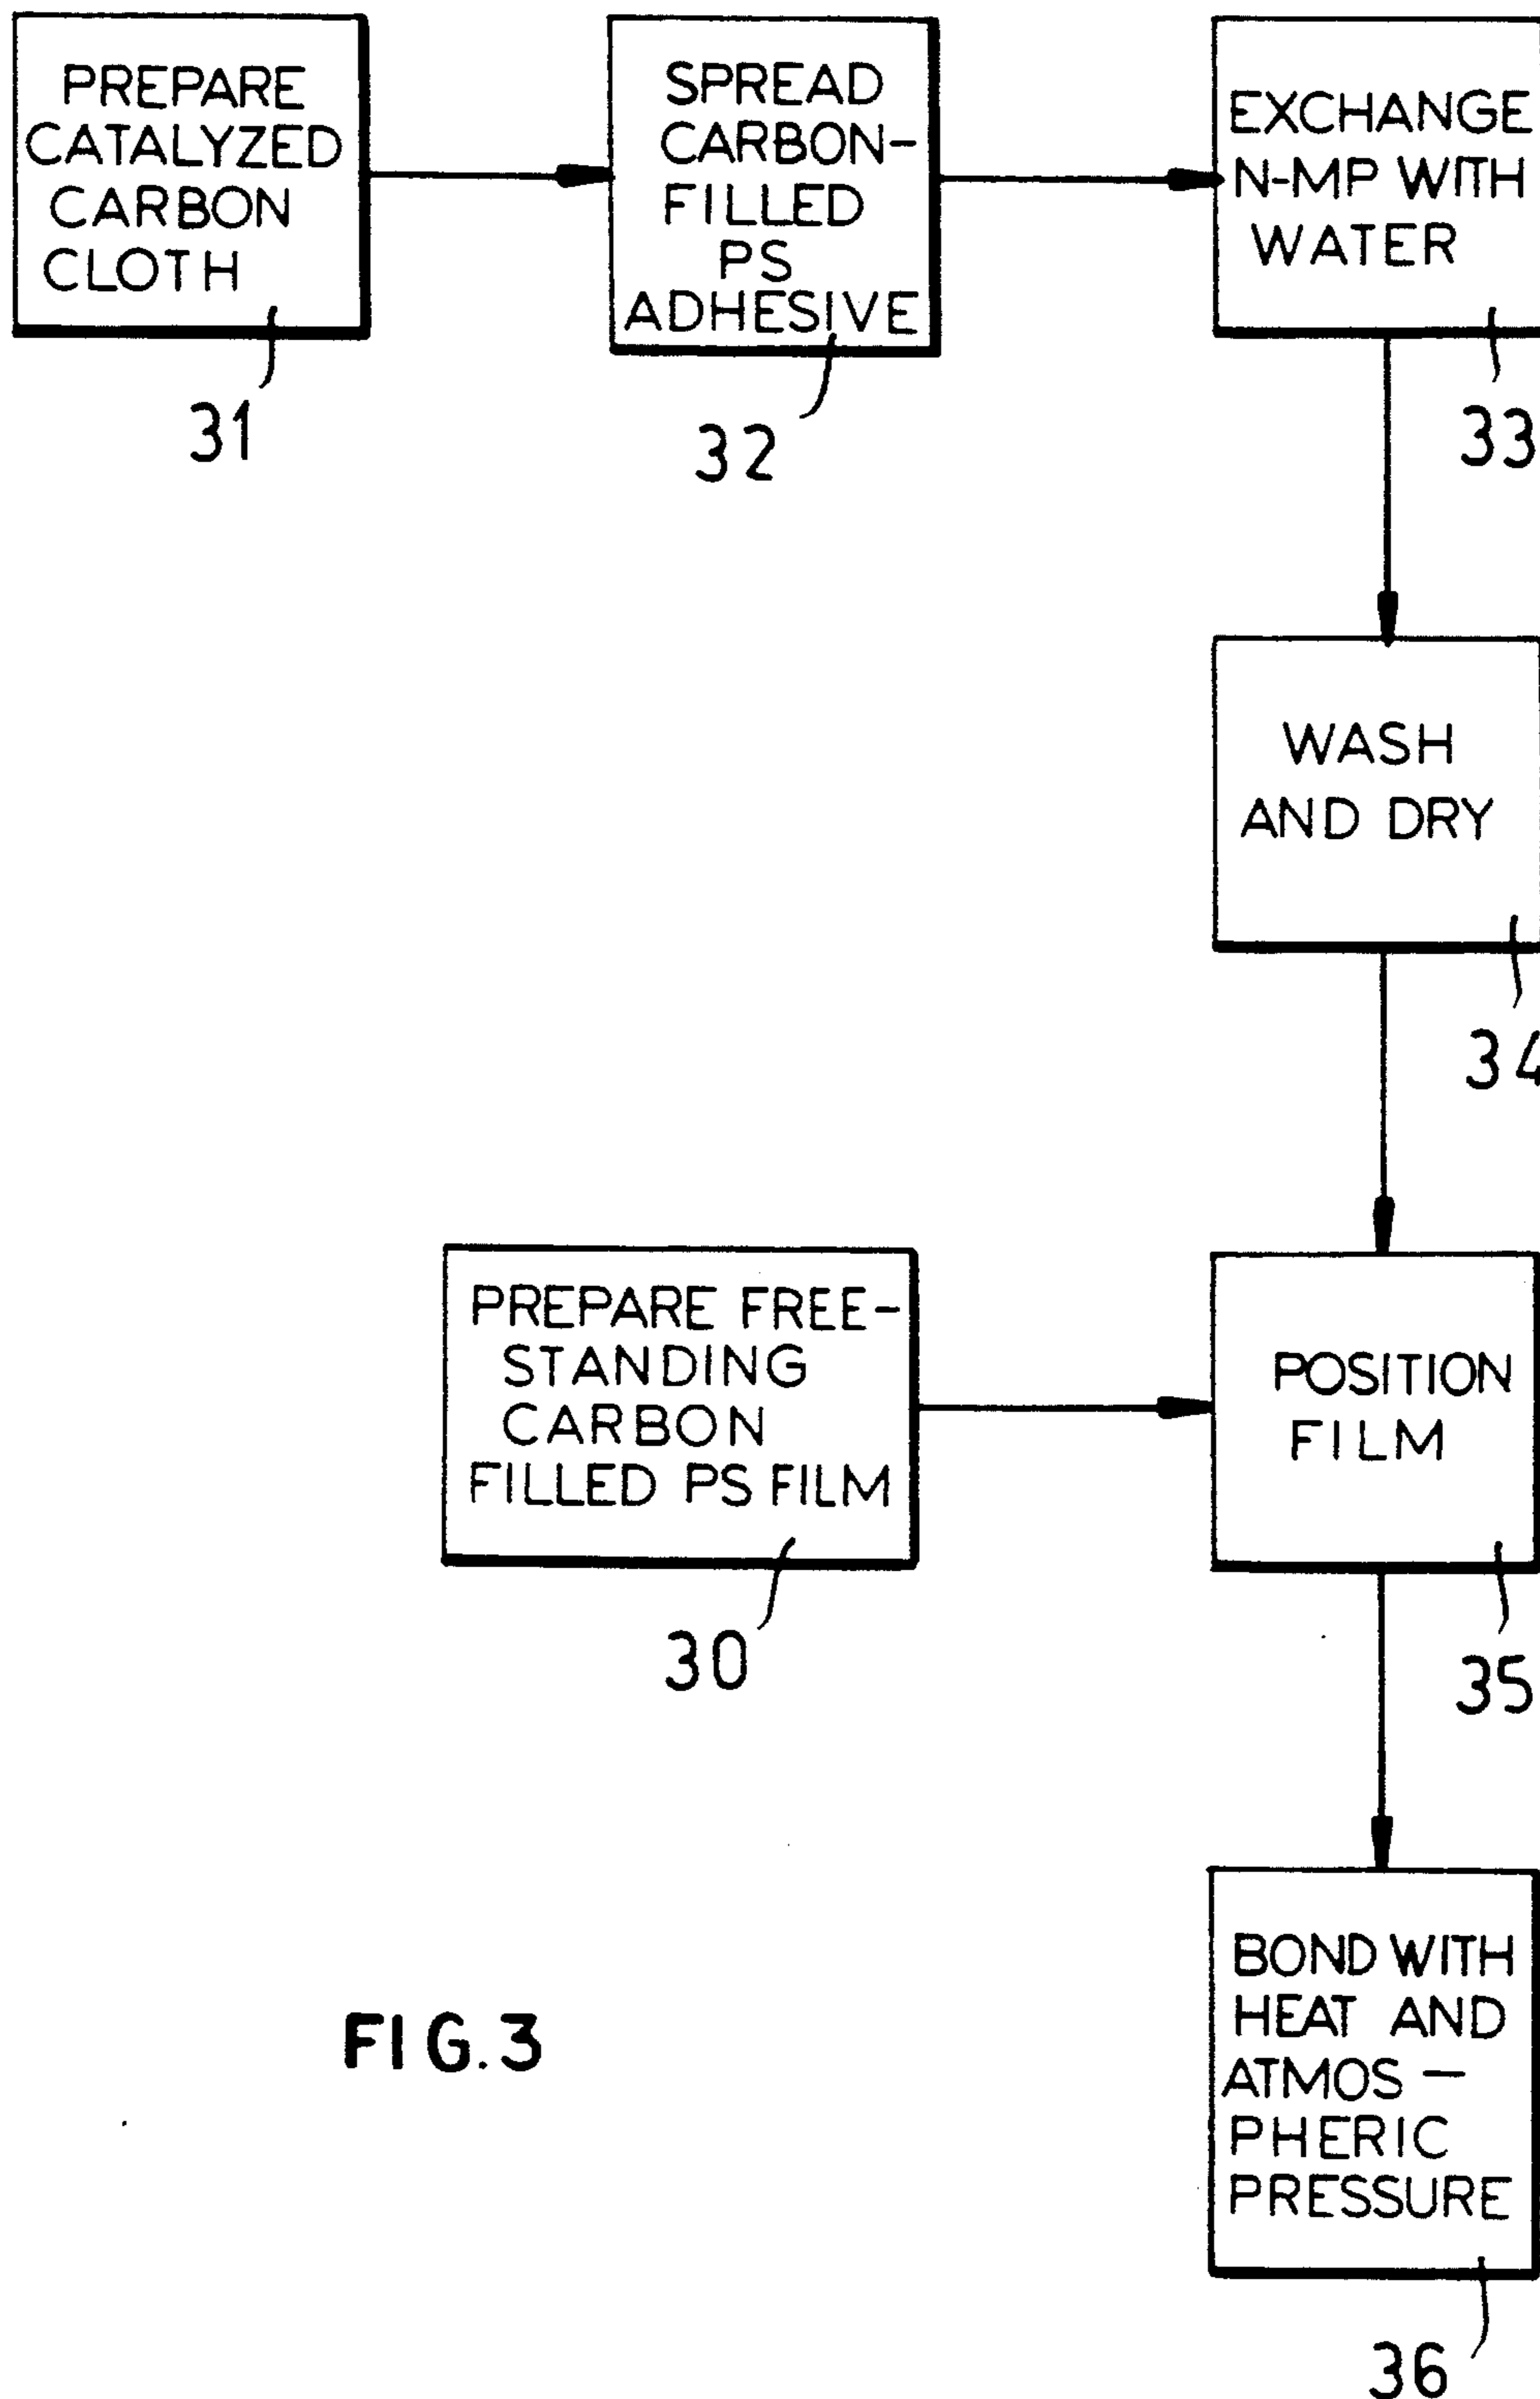 PREPARE
CATALYZED
CARBON
CLOTH
31
SPREAD
CARBON-
FILLED
PS
ADHESIVE
32
EXCHANGE
N-MP WITH
WATER
33
WASH
AND DRY
34
PREPARE FREE-
STANDING
CARBON
FILLED PS FILM
30
POSITION
FILM
35
BOND WITH
HEAT AND
ATMOS-
PHERIC
PRESSURE
36
FIG.3